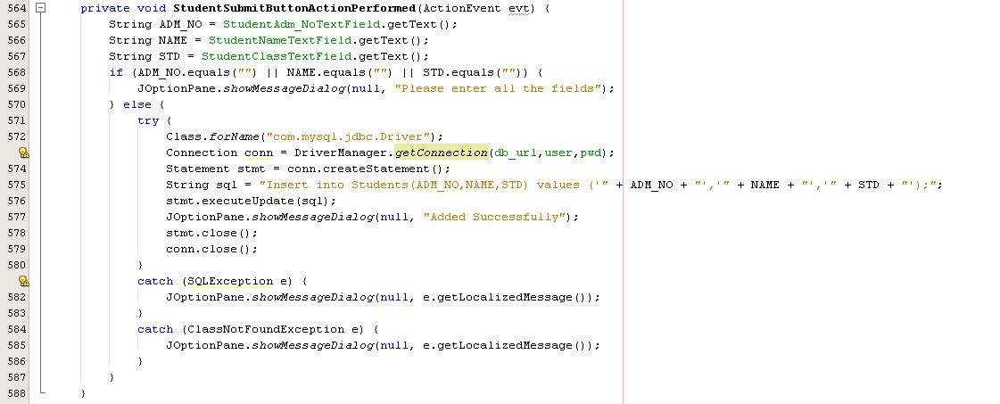 564 private void StudentSubmitButtonActionPerformed(ActionEvent evt) {
565 String ADM_NO = StudentAdm_NoTextField.getText();
566 String NAME = StudentNameTextField.getText();
567 String STD = StudentClassTextField.getText();
568 if (ADM_NO.equals("") || NAME.equals("") || STD.equals("")) {
569 JOptionPane.showMessageDialog(null, "Please enter all the fields");
570 } else {
571 try {
572 Class.forName("com.mysql.jdbc.Driver");
Connection conn = DriverManager.getConnection(db_url,user,pwd);
574 Statement stmt = conn.createStatement();
575 String sql = "Insert into Students(ADM_NO,NAME,STD) values ('" + ADM_NO + "','" + NAME + "','" + STD + "');";
576 stmt.executeUpdate(sql);
577 JOptionPane.showMessageDialog(null, "Added Successfully");
578 stmt.close();
579 conn.close();
580 }
catch (SQLException e) {
582 JOptionPane.showMessageDialog(null, e.getLocalizedMessage());
583 }
584 catch (ClassNotFoundException e) {
585 JOptionPane.showMessageDialog(null, e.getLocalizedMessage());
586 }
587 }
588 }